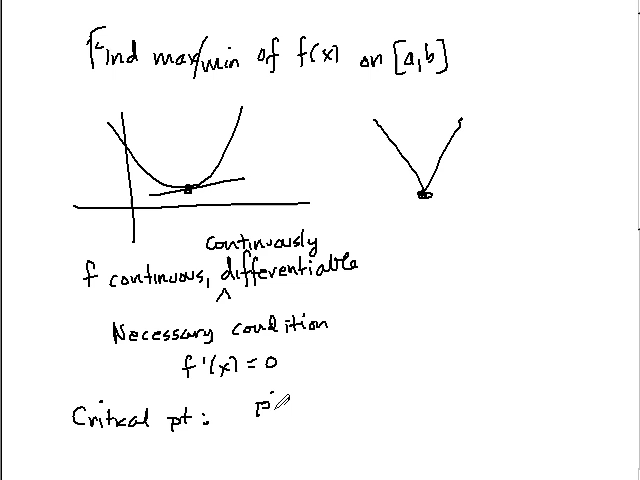 Find max/min of f(x) on [a,b]
continuously
f continuous, differentiable
Necessary condition
f'(x) = 0
Critical pt: